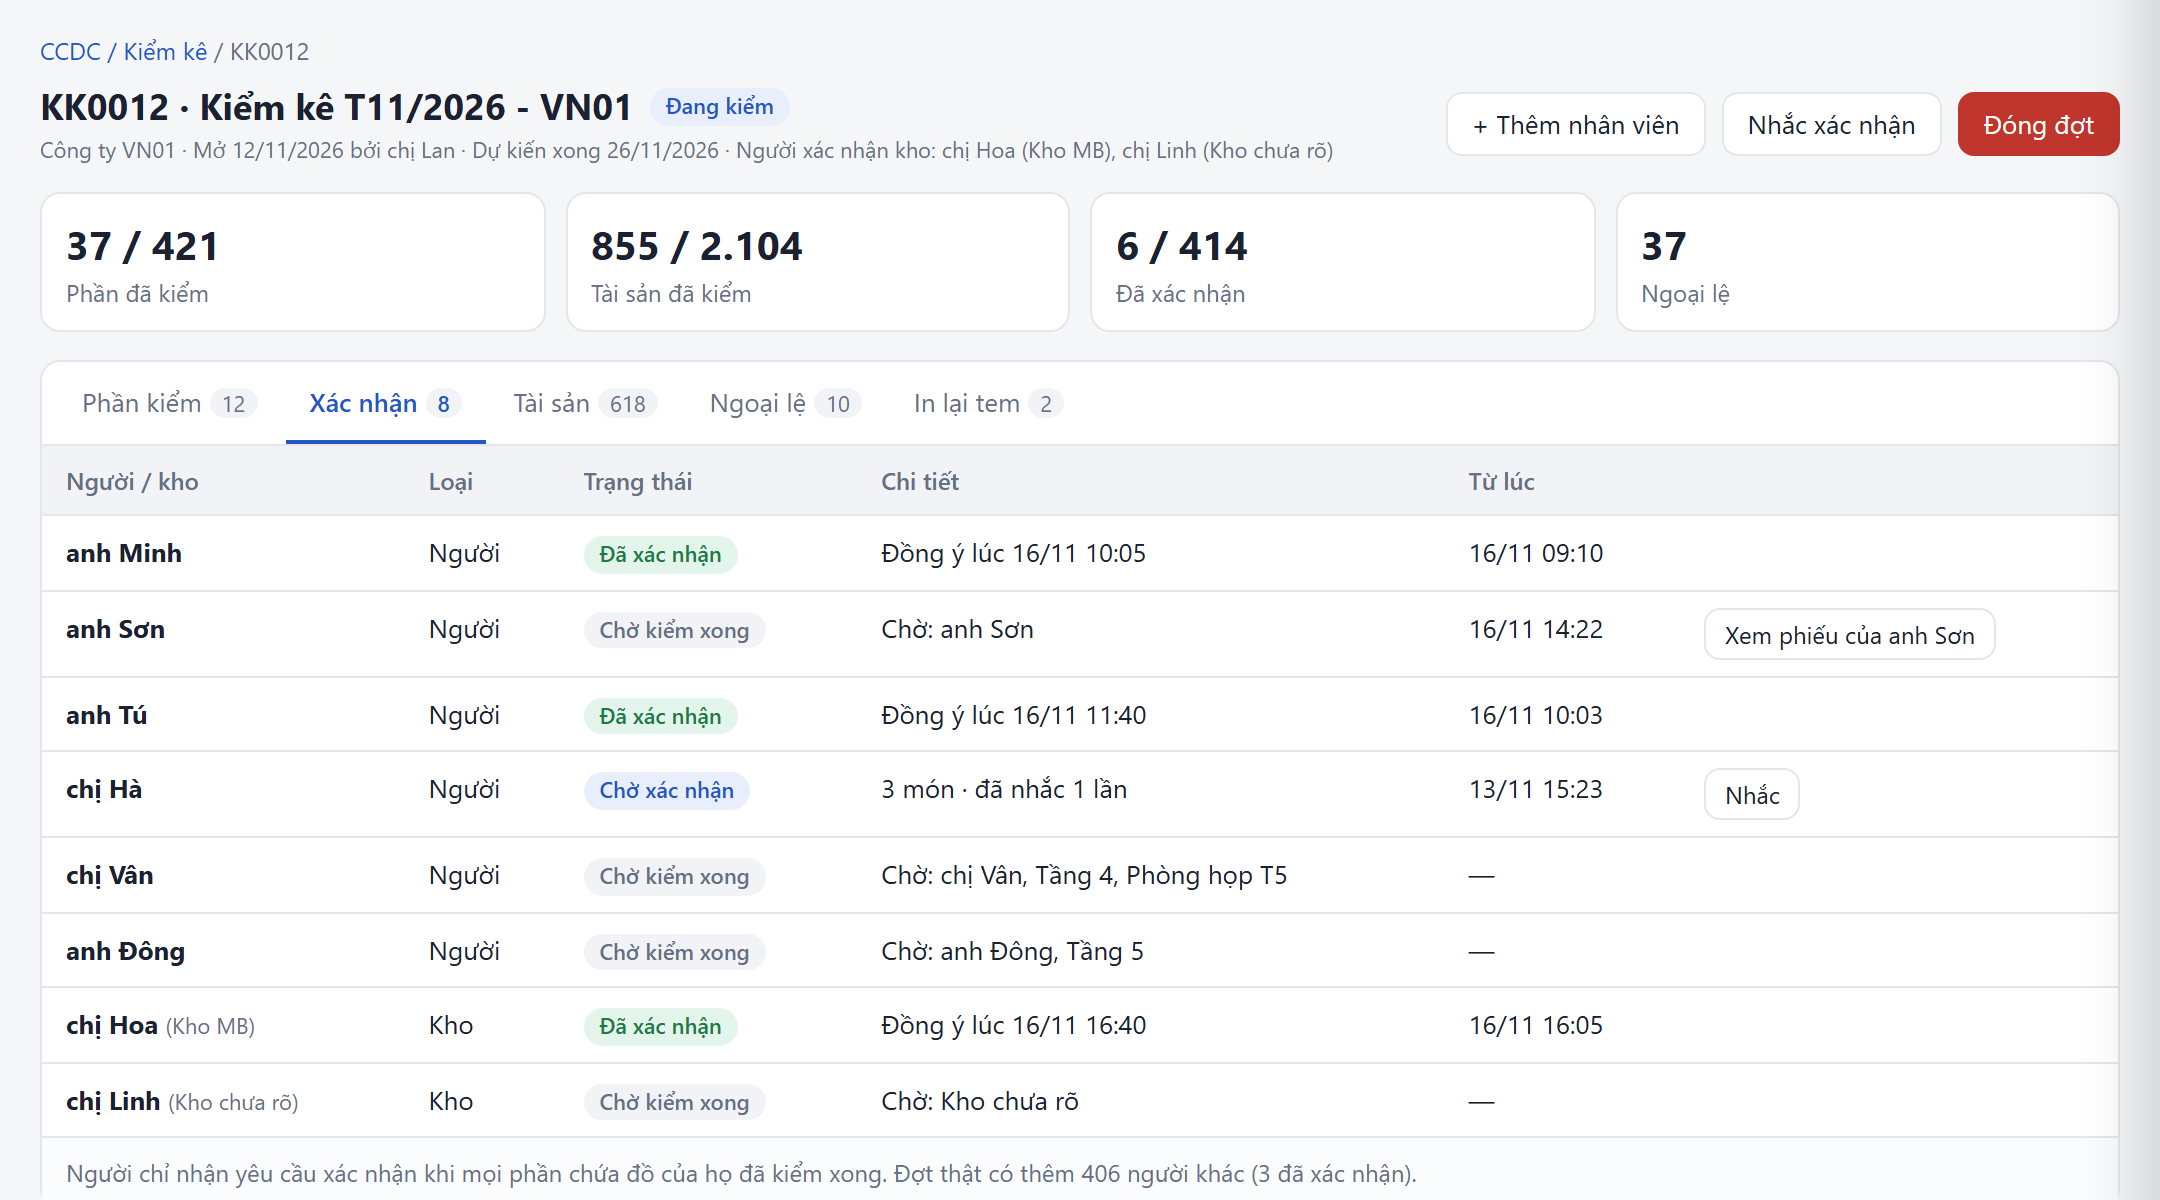 CCDC / Kiểm kê / KK0012
KK0012 · Kiểm kê T11/2026 - VN01 Đang kiểm
Công ty VN01 · Mở 12/11/2026 bởi chị Lan · Dự kiến xong 26/11/2026 · Người xác nhận kho: chị Hoa (Kho MB), chị Linh (Kho chưa rõ)
+ Thêm nhân viên Nhắc xác nhận Đóng đợt
37 / 421 855 / 2.104 6 / 414 37
Phần đã kiểm Tài sản đã kiểm Đã xác nhận Ngoại lệ
Phần kiểm 12 Xác nhận 8 Tài sản 618 Ngoại lệ 10 In lại tem 2
Người / kho Loại Trạng thái Chi tiết Từ lúc
anh Minh Người Đã xác nhận Đồng ý lúc 16/11 10:05 16/11 09:10
anh Sơn Người Chờ kiểm xong Chờ: anh Sơn 16/11 14:22 Xem phiếu của anh Sơn
anh Tú Người Đã xác nhận Đồng ý lúc 16/11 11:40 16/11 10:03
chị Hà Người Chờ xác nhận 3 món · đã nhắc 1 lần 13/11 15:23 Nhắc
chị Vân Người Chờ kiểm xong Chờ: chị Vân, Tầng 4, Phòng họp T5 —
anh Đông Người Chờ kiểm xong Chờ: anh Đông, Tầng 5 —
chị Hoa (Kho MB) Kho Đã xác nhận Đồng ý lúc 16/11 16:40 16/11 16:05
chị Linh (Kho chưa rõ) Kho Chờ kiểm xong Chờ: Kho chưa rõ —
Người chỉ nhận yêu cầu xác nhận khi mọi phần chứa đồ của họ đã kiểm xong. Đợt thật có thêm 406 người khác (3 đã xác nhận).